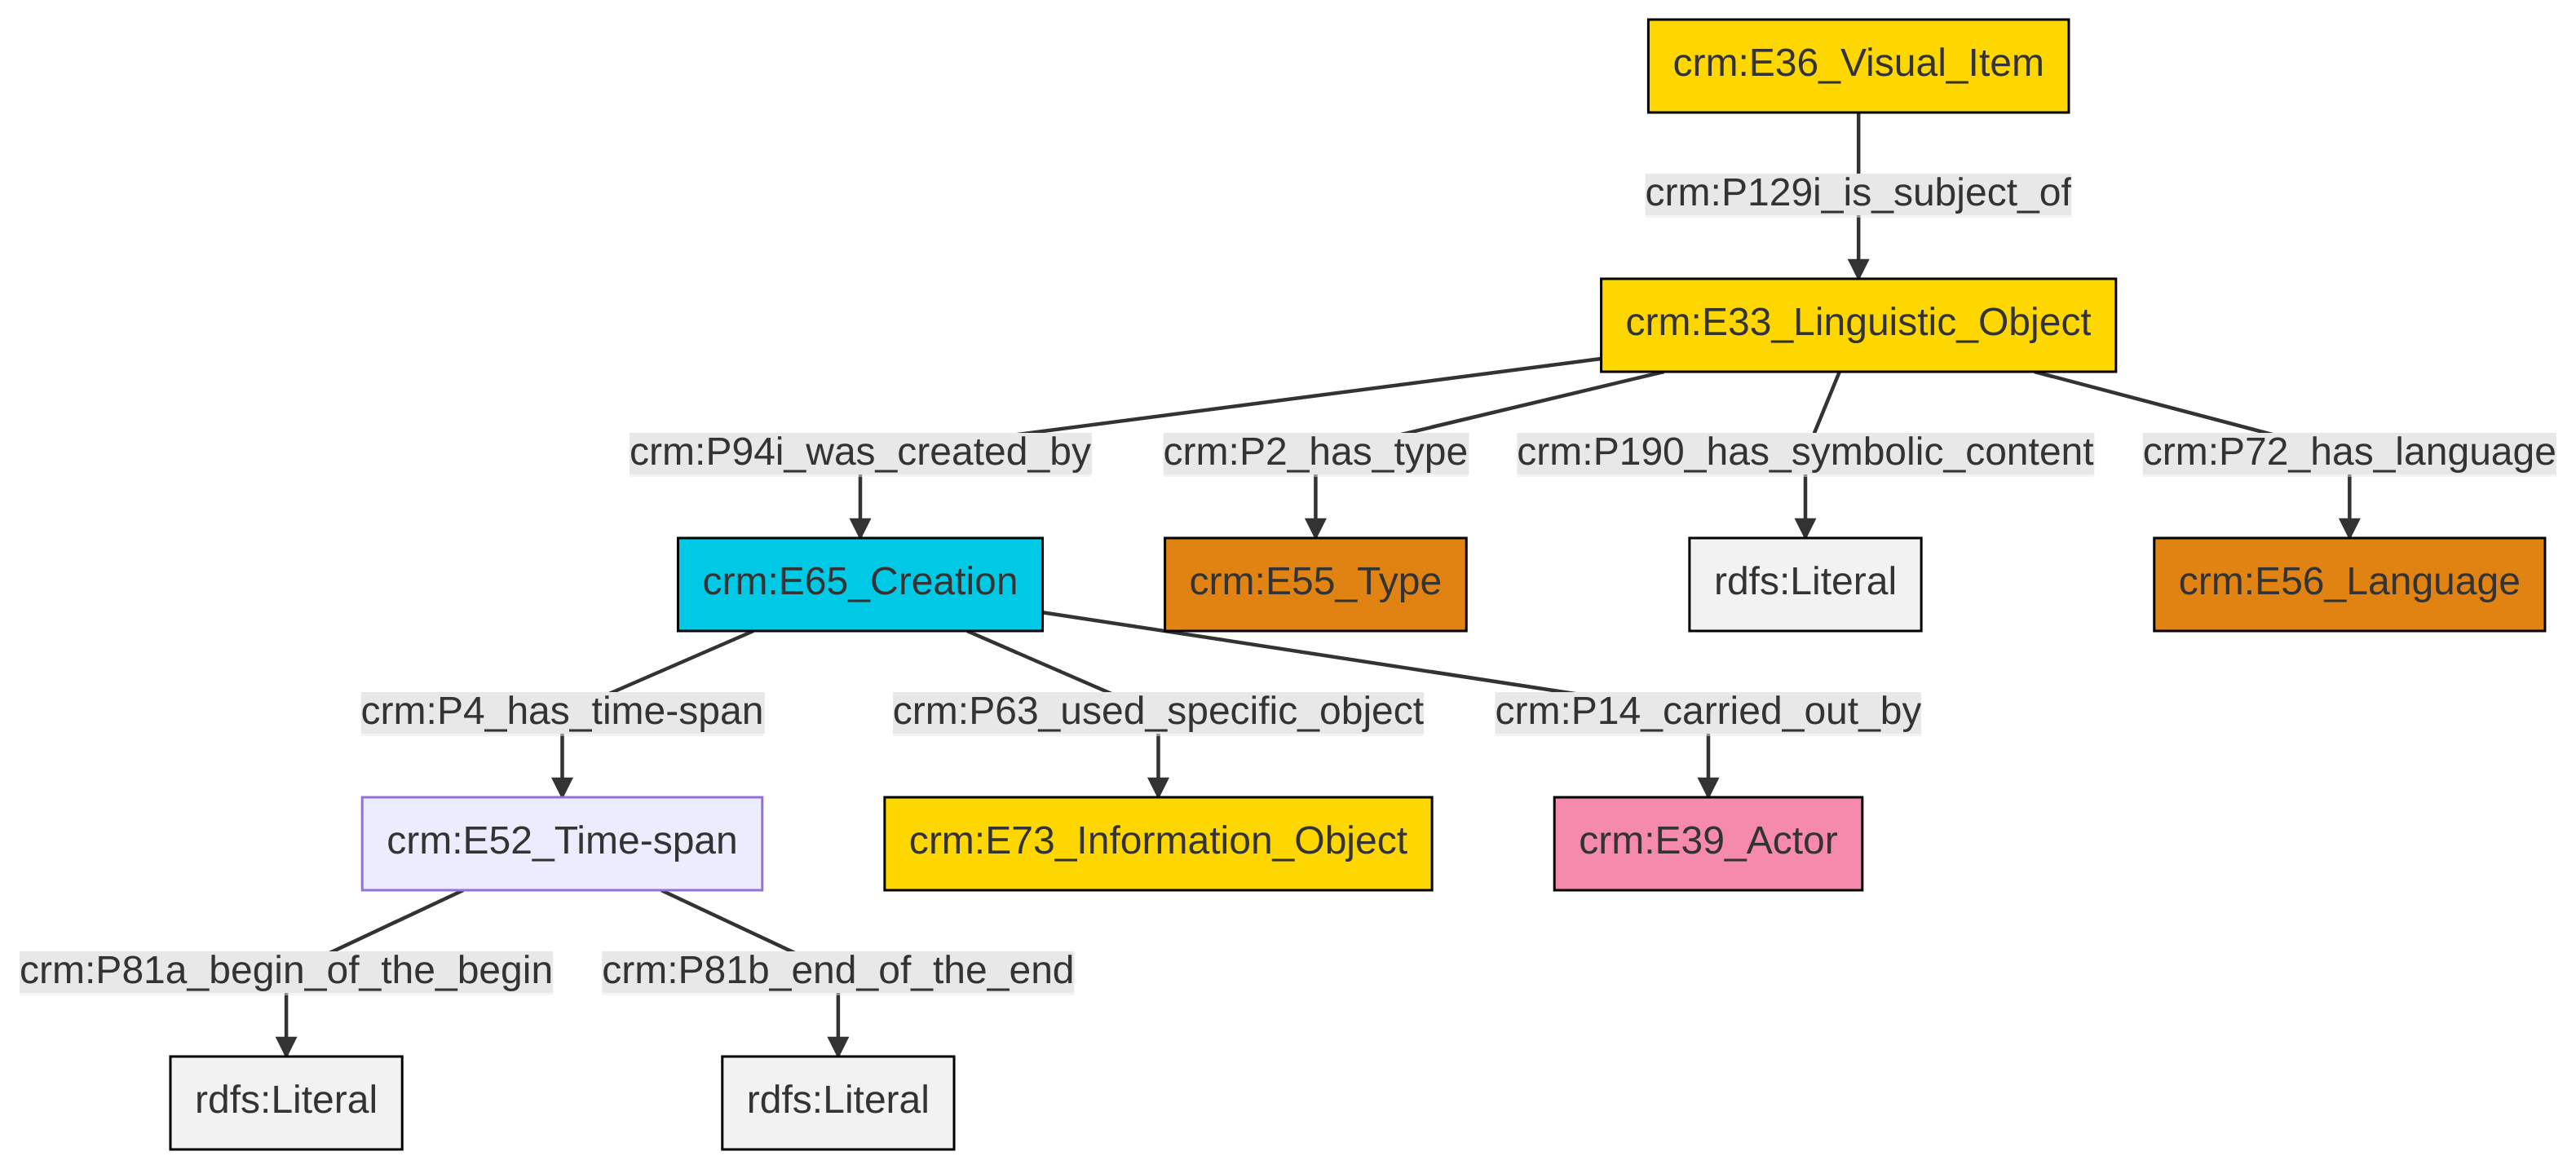 crm:E36_Visual_Item
crm:P129i_is_subject_of
crm:E33_Linguistic_Object
crm:P94i_was_created_by
crm:P2_has_type
crm:P190_has_symbolic_content
crm:P72_has_language
crm:E65_Creation
crm:E55_Type
rdfs:Literal
crm:E56_Language
crm:P4_has_time-span
crm:P63_used_specific_object
crm:P14_carried_out_by
crm:E52_Time-span
crm:E73_Information_Object
crm:E39_Actor
crm:P81a_begin_of_the_begin
crm:P81b_end_of_the_end
rdfs:Literal
rdfs:Literal